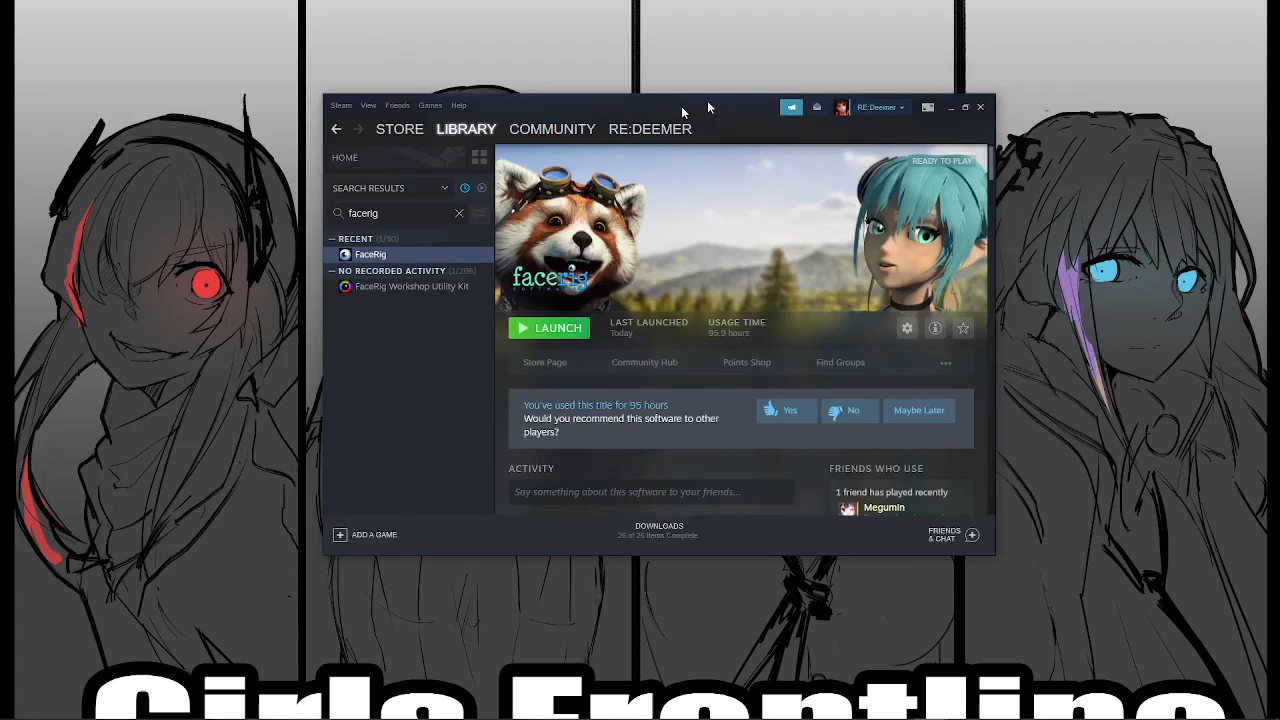 Steam View Friends Games Help
RE:Deemer
STORE LIBRARY COMMUNITY RE:DEEMER
HOME
READY TO PLAY
SEARCH RESULTS
facerig
RECENT (1/30)
FaceRig
NO RECORDED ACTIVITY (1/206)
FaceRig Workshop Utility Kit
facerig
LAUNCH
LAST LAUNCHED
Today
USAGE TIME
95.9 hours
Store Page Community Hub Points Shop Find Groups
You've used this title for 95 hours
Would you recommend this software to other
players?
Yes No Maybe Later
ACTIVITY
Say something about this software to your friends...
FRIENDS WHO USE
1 friend has played recently
Megumin
ADD A GAME
DOWNLOADS
26 of 26 Items Complete
FRIENDS
& CHAT
Girls Frontline